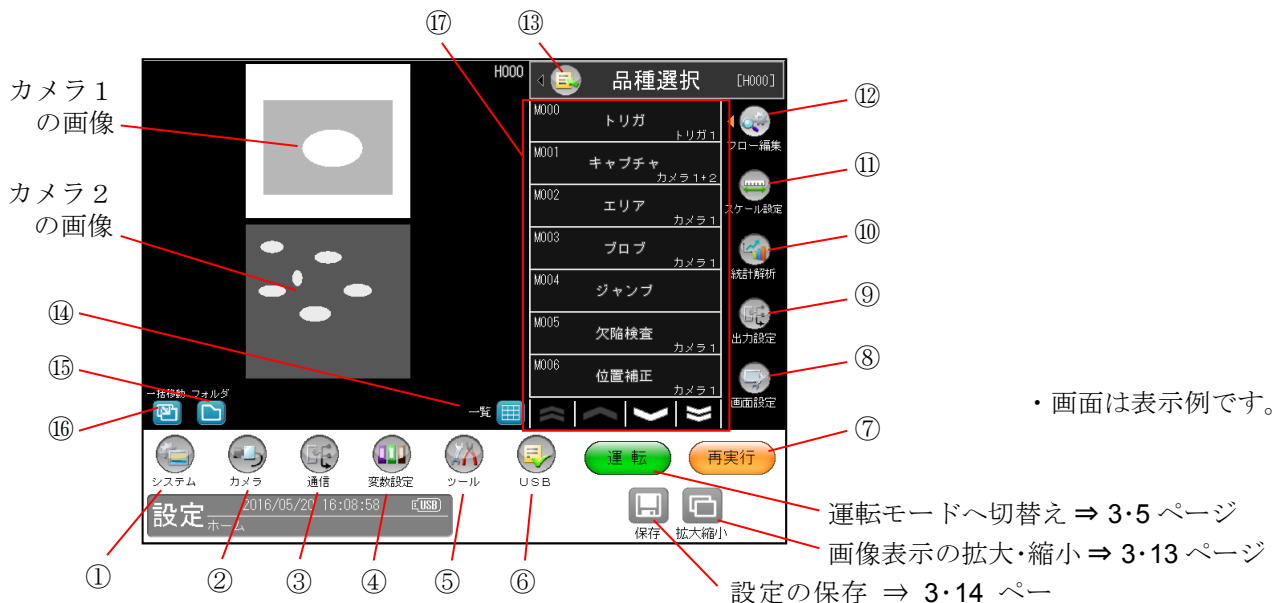 ⑰
⑬
カメラ1
の画像
カメラ2
の画像
H000
品種選択
[H000]
M000
トリガ
トリガ1
M001
キャプチャ
カメラ1+2
M002
エリア
カメラ1
M003
ブロブ
カメラ1
M004
ジャンプ
M005
欠陥検査
カメラ1
M006
位置補正
カメラ1
フロー編集
スケール設定
統計解析
出力設定
画面設定
⑫
⑪
⑩
⑨
⑧
⑦
⑭
⑮
⑯
一括移動 フォルダ
一覧
・画面は表示例です。
システム
カメラ
通信
変数設定
ツール
USB
運 転
再実行
設定
2016/05/20 16:08:58
USB
ホーム
保存
拡大縮小
①
②
③
④
⑤
⑥
運転モードへ切替え ⇒ 3・5 ページ
画像表示の拡大・縮小 ⇒ 3・13 ページ
設定の保存 ⇒ 3・14 ペー